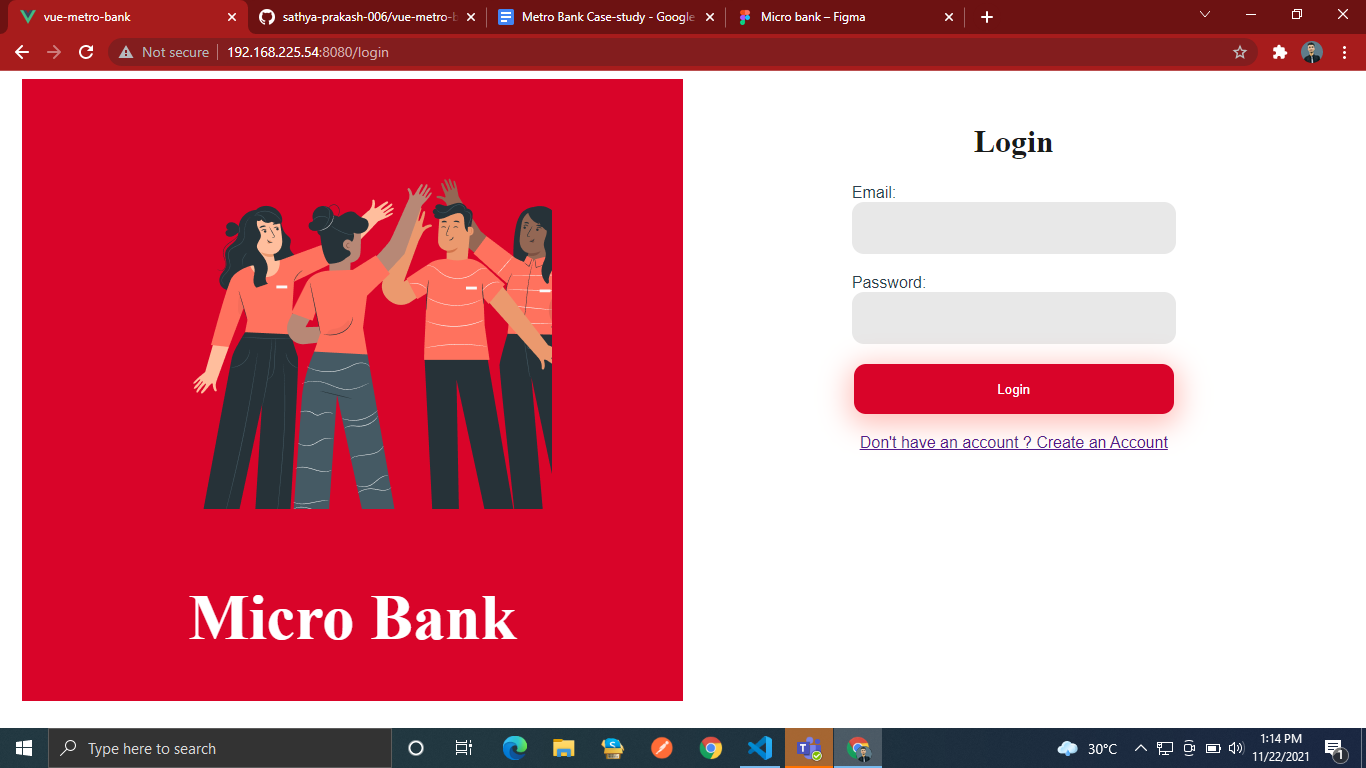 vue-metro-bank
sathya-prakash-006/vue-metro-b
Metro Bank Case-study - Google
Micro bank – Figma
Not secure
192.168.225.54:8080/login
Login
Email:
Password:
Login
Don't have an account ? Create an Account
Micro Bank
Type here to search
30°C
1:14 PM
11/22/2021
1